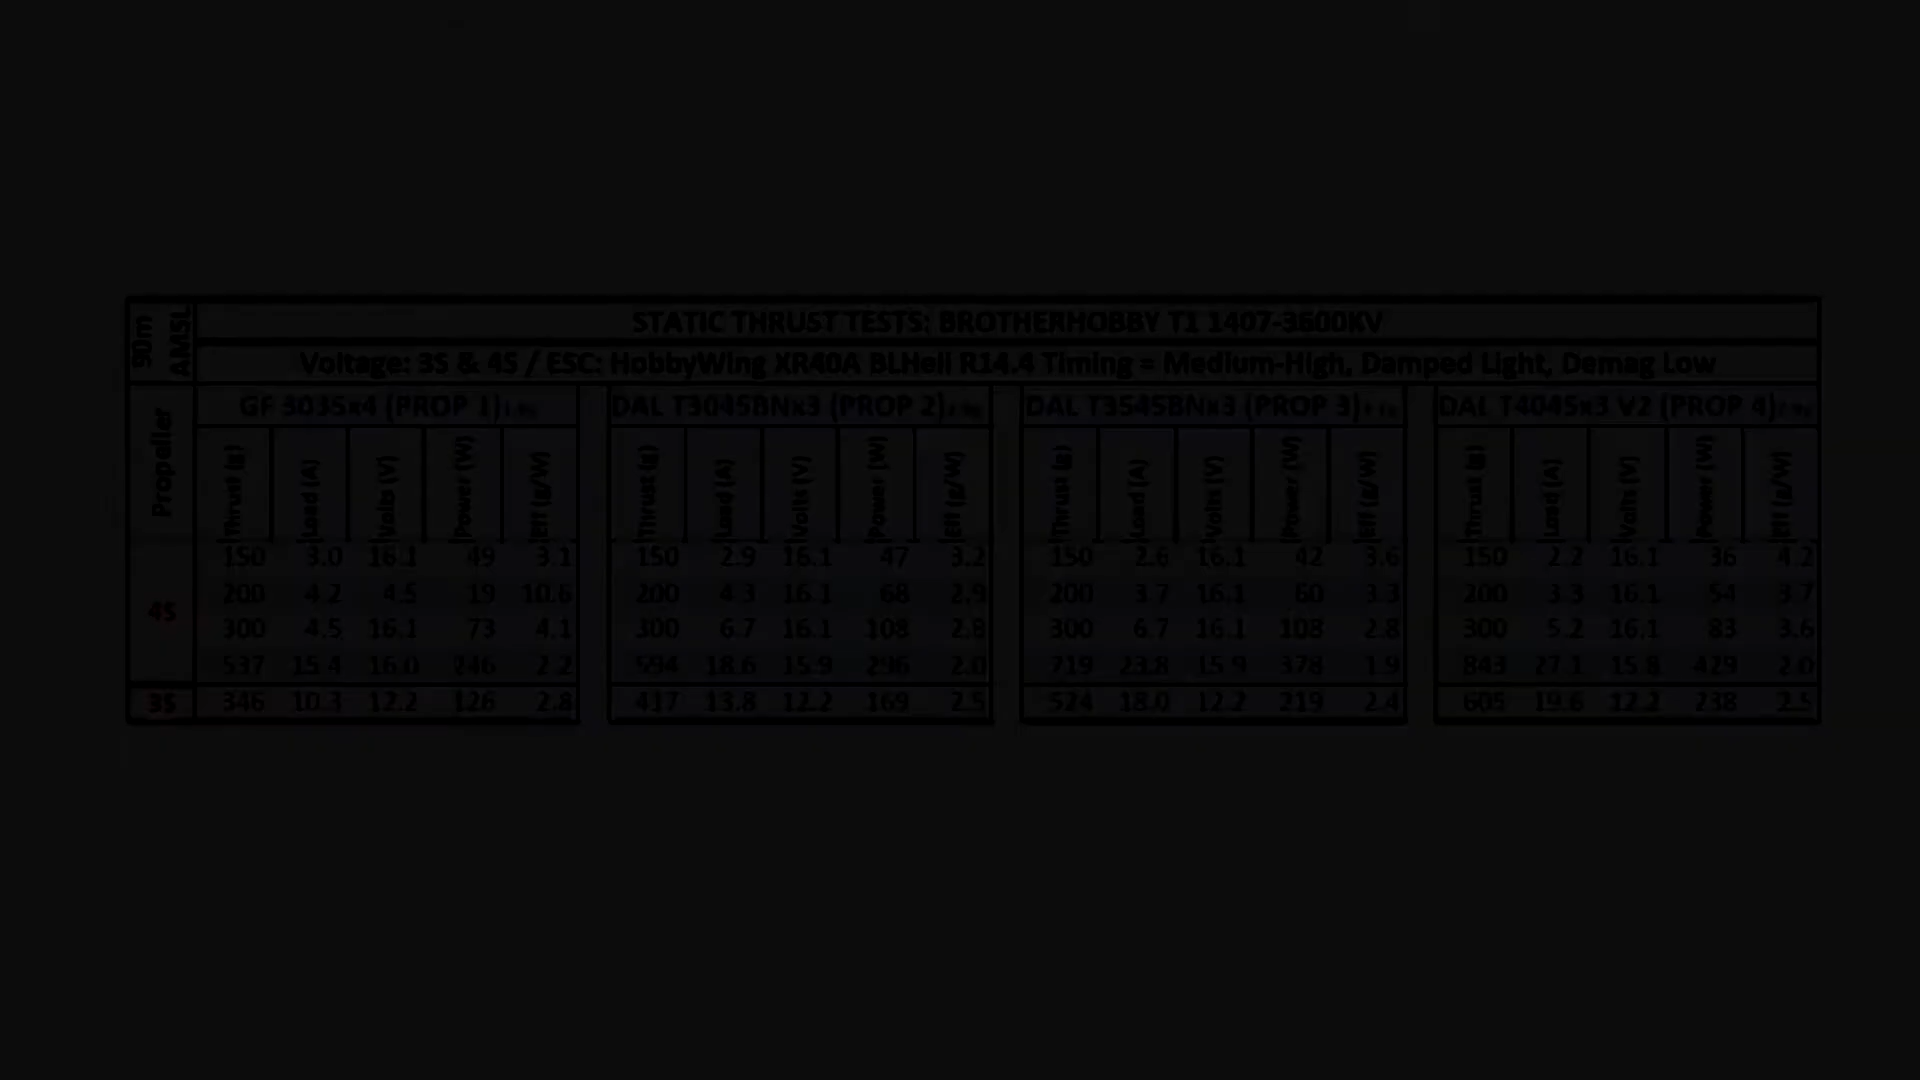 90m AMSL
STATIC THRUST TESTS: BROTHERHOBBY T1 1407-3600KV
Voltage: 3S & 4S / ESC: HobbyWing XR40A BLHeli R14.4 Timing = Medium-High, Damped Light, Demag Low
Propeller
GF 3035x4 (PROP 1) DAL T3045BNx3 (PROP 2) DAL T3545BNx3 (PROP 3) DAL T4045x3 V2 (PROP 4)
Thrust (g) Load (A) Volts (V) Power (W) Eff (g/W) Thrust (g) Load (A) Volts (V) Power (W) Eff (g/W) Thrust (g) Load (A) Volts (V) Power (W) Eff (g/W) Thrust (g) Load (A) Volts (V) Power (W) Eff (g/W)
4S
150 3.0 16.1 49 3.1 150 2.9 16.1 47 3.2 150 2.6 16.1 42 3.6 150 2.2 16.1 36 4.2
200 4.2 4.5 19 10.6 200 4.3 16.1 68 2.9 200 3.7 16.1 60 3.3 200 3.3 16.1 54 3.7
300 4.5 16.1 73 4.1 300 6.7 16.1 108 2.8 300 6.7 16.1 108 2.8 300 5.2 16.1 83 3.6
537 15.4 16.0 246 2.2 594 18.6 15.9 296 2.0 719 23.8 15.9 378 1.9 843 27.1 15.8 429 2.0
3S 346 10.3 12.2 126 2.8 417 13.8 12.2 169 2.5 524 18.0 12.2 219 2.4 605 19.6 12.2 238 2.5